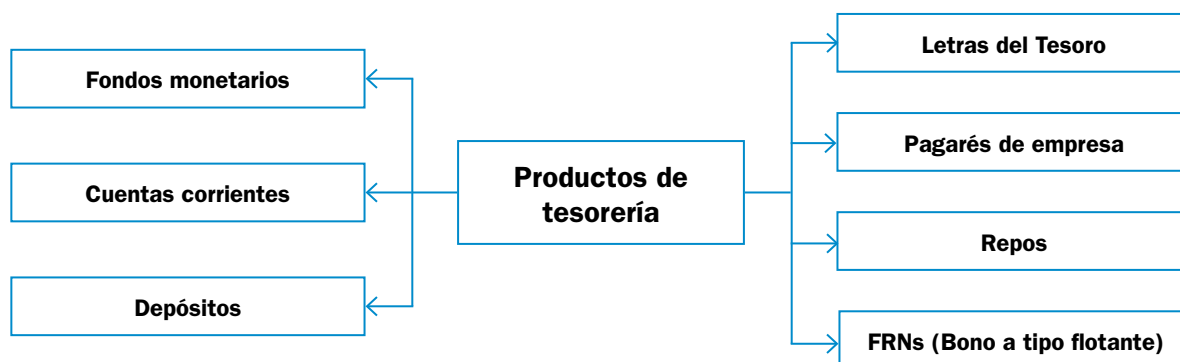 Fondos monetarios
Cuentas corrientes
Depósitos
Productos de
tesorería
Letras del Tesoro
Pagarés de empresa
Repos
FRNs (Bono a tipo flotante)